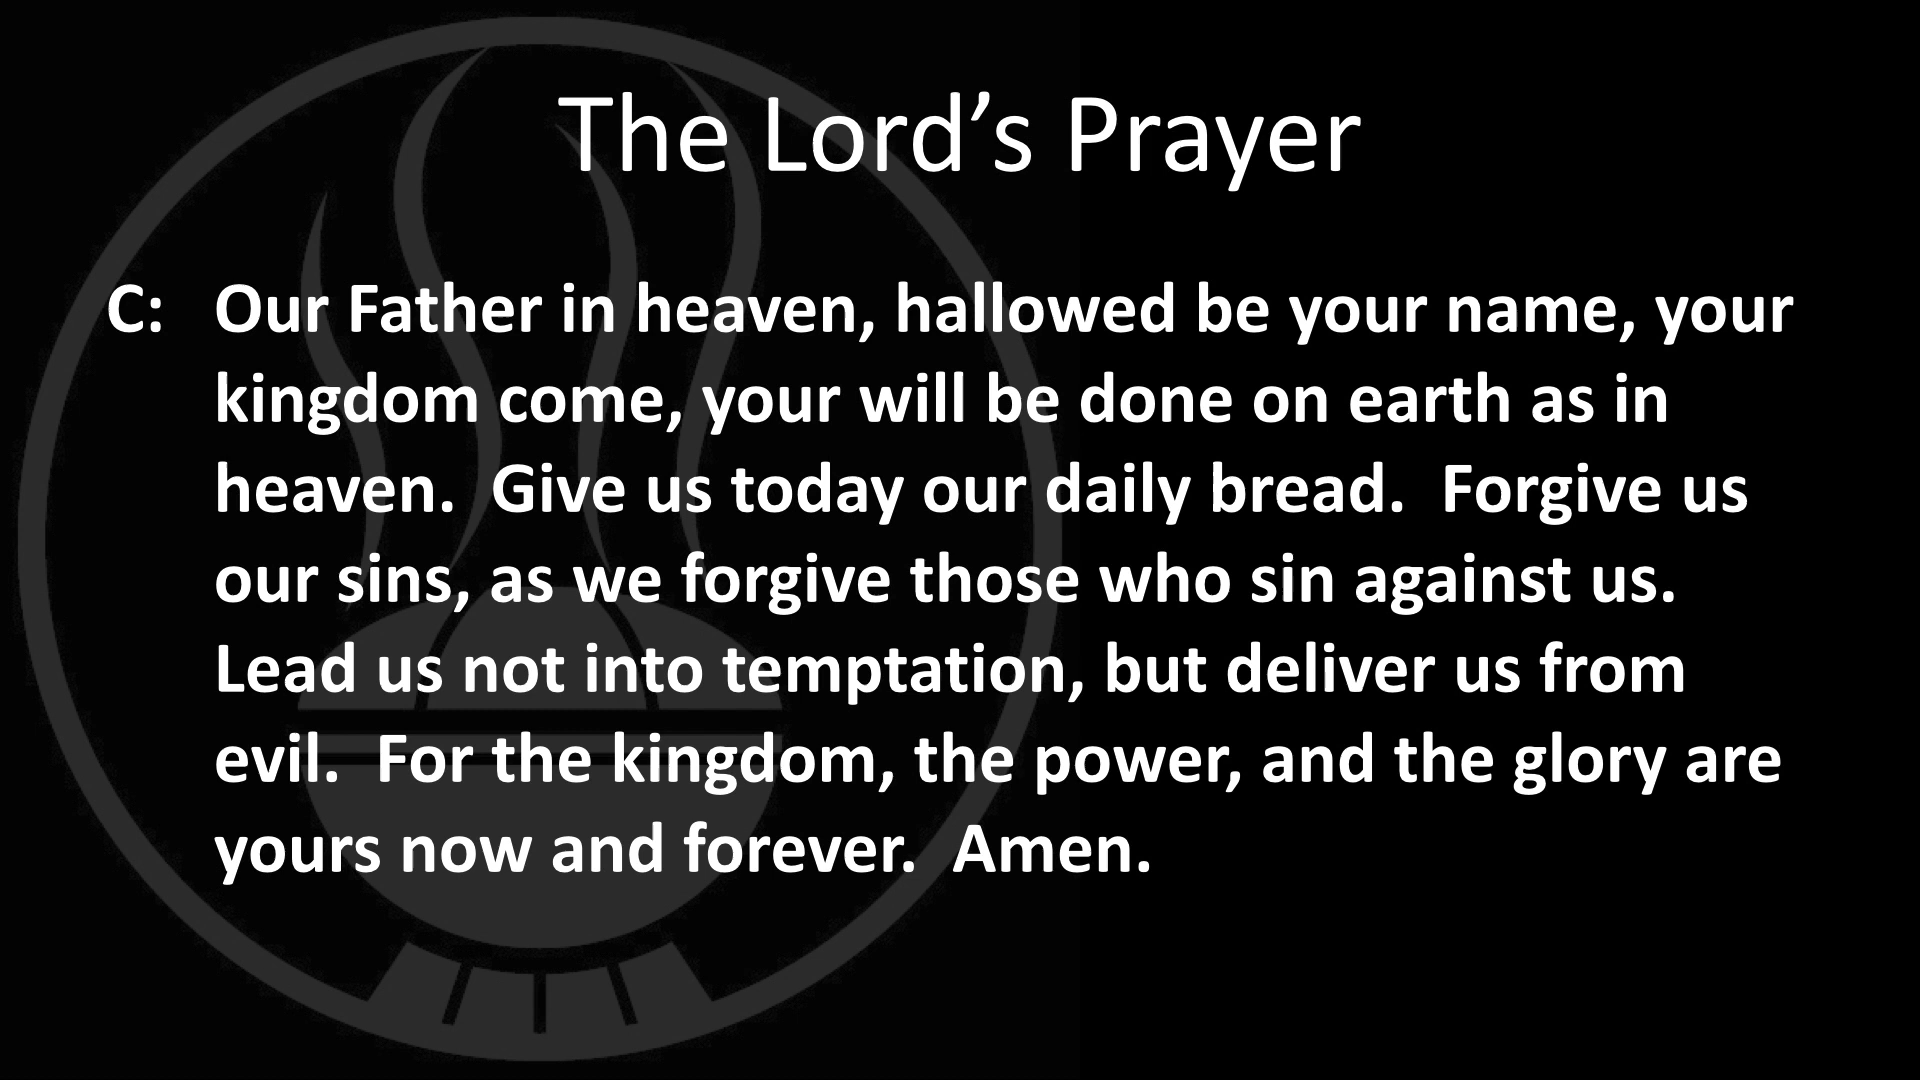 The Lord’s Prayer
C: Our Father in heaven, hallowed be your name, your
kingdom come, your will be done on earth as in
heaven.  Give us today our daily bread.  Forgive us
our sins, as we forgive those who sin against us.
Lead us not into temptation, but deliver us from
evil.  For the kingdom, the power, and the glory are
yours now and forever.  Amen.